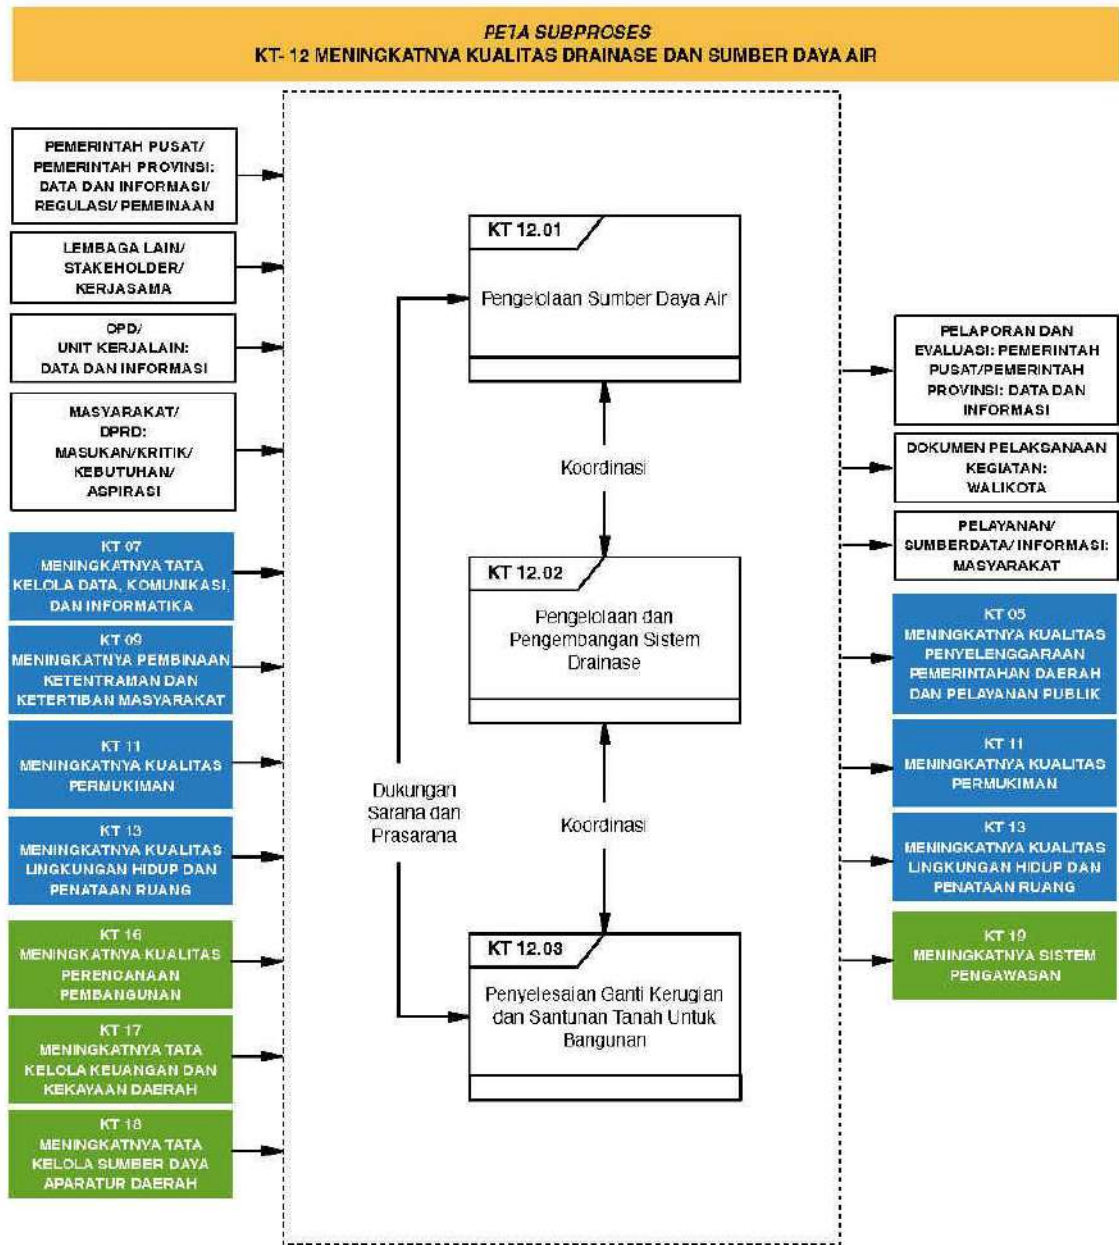 PETA SUBPROSES
KT- 12 MENINGKATNYA KUALITAS DRAINASE DAN SUMBER DAYA AIR
PEMERINTAH PUSAT/
PEMERINTAH PROVINSI:
DATA DAN INFORMASI/
REGULASI/ PEMBINAAN
LEMBAGA LAIN/
STAKEHOLDER/
KERJASAMA
OPD/
UNIT KERJALAIN:
DATA DAN INFORMASI
MASYARAKAT/
DPRD:
MASUKAN/KRITIK/
KEBUTUHAN/
ASPIRASI
KT 07
MENINGKATNYA TATA
KELOLA DATA, KOMUNIKASI,
DAN INFORMATIKA
KT 09
MENINGKATNYA PEMBINAAN
KETENTRAMAN DAN
KETERTIBAN MASYARAKAT
KT 11
MENINGKATNYA KUALITAS
PERMUKIMAN
KT 13
MENINGKATNYA KUALITAS
LINGKUNGAN HIDUP DAN
PENATAAN RUANG
KT 16
MENINGKATNYA KUALITAS
PERENCANAAN
PEMBANGUNAN
KT 17
MENINGKATNYA TATA
KELOLA KEUANGAN DAN
KEKAYAAN DAERAH
KT 18
MENINGKATNYA TATA
KELOLA SUMBER DAYA
APARATUR DAERAH
KT 12.01
Pengelolaan Sumber Daya Air
Koordinasi
KT 12.02
Pengelolaan dan
Pengembangan Sistem
Drainase
Dukungan
Sarana dan
Prasarana
Koordinasi
KT 12.03
Penyelesaian Ganti Kerugian
dan Santunan Tanah Untuk
Bangunan
PELAPORAN DAN
EVALUASI: PEMERINTAH
PUSAT/PEMERINTAH
PROVINSI: DATA DAN
INFORMASI
DOKUMEN PELAKSANAAN
KEGIATAN:
WALIKOTA
PELAYANAN/
SUMBERDATA/ INFORMASI:
MASYARAKAT
KT 05
MENINGKATNYA KUALITAS
PENYELENGGARAAN
PEMERINTAHAN DAERAH
DAN PELAYANAN PUBLIK
KT 11
MENINGKATNYA KUALITAS
PERMUKIMAN
KT 13
MENINGKATNYA KUALITAS
LINGKUNGAN HIDUP DAN
PENATAAN RUANG
KT 19
MENINGKATNYA SISTEM
PENGAWASAN